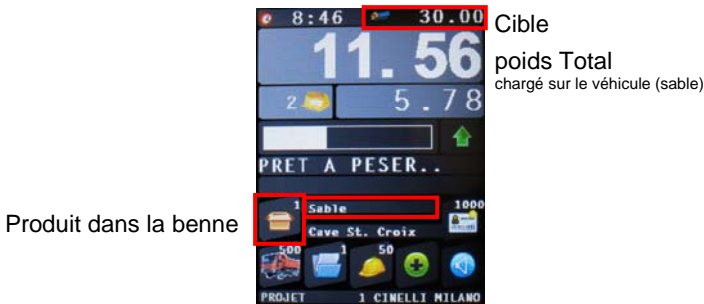 8:46 30.00
Cible
11.56
poids Total
chargé sur le véhicule (sable)
2 5.78
PRET A PESER..
Produit dans la benne
1 Sable 1000
Cave St. Croix
500 1 50
PROJET 1 CINELLI MILANO